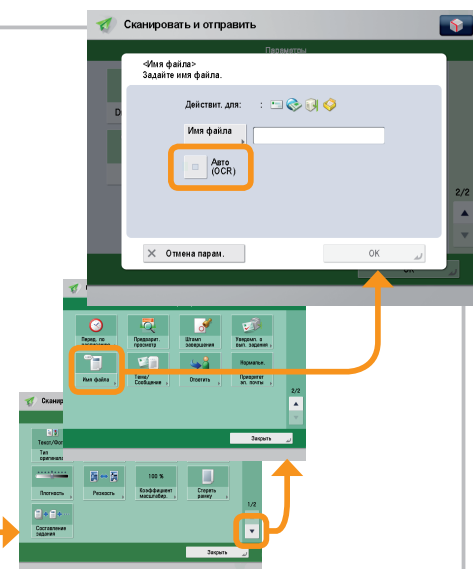 Сканировать и отправить
Параметры
<Имя файла>
Задайте имя файла.
Действит. для: :
Имя файла
Авто
(OCR)
2/2
Отмена парам.
OK
Перед. по
Предварит.
просмотр
Штамп
завершения
Уведомл. о
вып. задания
Имя файла
Тема/
Сообщение
Ответить
Нормальн.
Приоритет
эл. почты
2/2
Закрыть
Сканир
Текст/Фот
Тип
оригинала
Плотность
Резкость
100 %
Коэффициент
масштабир.
Стереть
рамку
1/2
Составление
задания
Закрыть